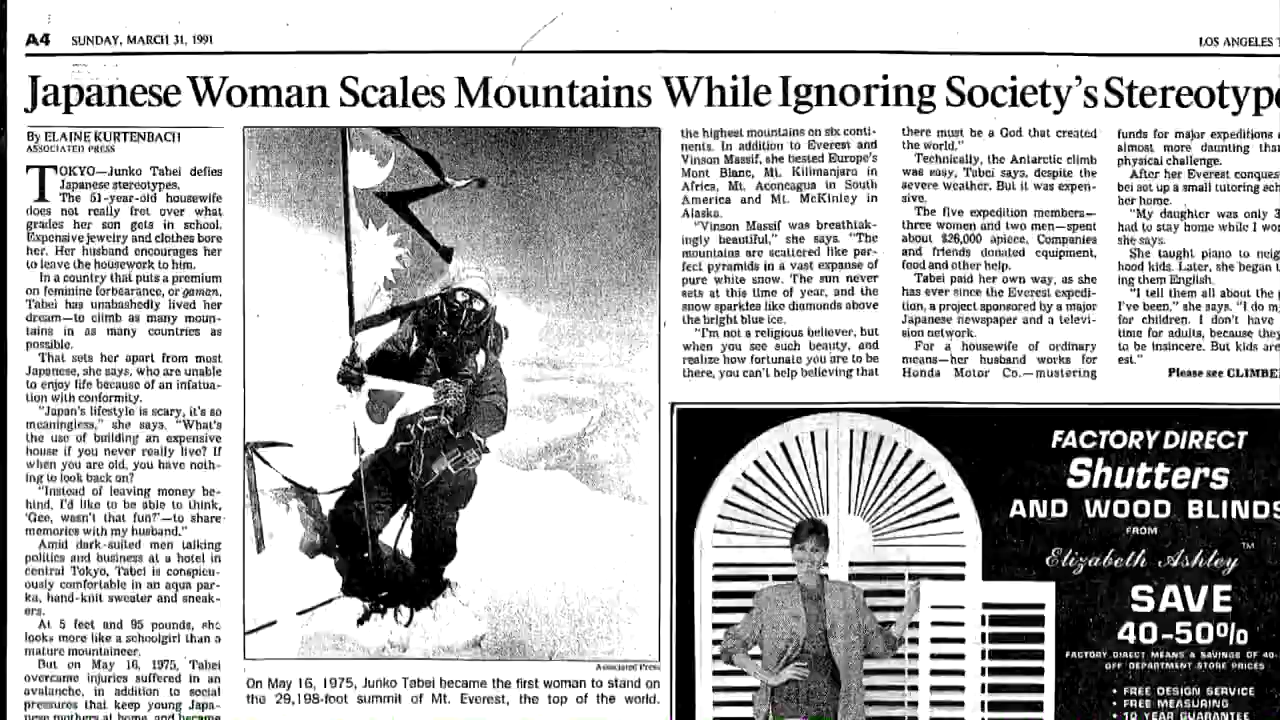 A4 SUNDAY, MARCH 31, 1991
LOS ANGELES
Japanese Woman Scales Mountains While Ignoring Society's Stereotype
By ELAINE KURTENBACH
ASSOCIATED PRESS
TOKYO—Junko Tabei defies
Japanese stereotypes.
The 51-year-old housewife
does not really fret over what
grades her son gets in school.
Expensive jewelry and clothes bore
her. Her husband encourages her
to leave the housework to him.
In a country that puts a premium
on feminine forbearance, or gaman,
Tabei has unabashedly lived her
dream—to climb as many moun-
tains in as many countries as
possible.
That sets her apart from most
Japanese, she says, who are unable
to enjoy life because of an infatua-
tion with conformity.
"Japan's lifestyle is scary, it's so
meaningless," she says. "What's
the use of building an expensive
house if you never really live? If
when you are old, you have noth-
ing to look back on?
"Instead of leaving money be-
hind, I'd like to be able to think,
'Gee, wasn't that fun?'—to share
memories with my husband."
Amid dark-suited men talking
politics and business at a hotel in
central Tokyo, Tabei is conspicu-
ously comfortable in an aqua par-
ka, hand-knit sweater and sneak-
ers.
At 5 feet and 95 pounds, she
looks more like a schoolgirl than a
mature mountaineer.
But on May 16, 1975, Tabei
overcame injuries suffered in an
avalanche, in addition to social
pressures that keep young Japa-
nese mothers at home, and became
Associated Press
On May 16, 1975, Junko Tabei became the first woman to stand on
the 29,198-foot summit of Mt. Everest, the top of the world.
the highest mountains on six conti-
nents. In addition to Everest and
Vinson Massif, she bested Europe's
Mont Blanc, Mt. Kilimanjaro in
Africa, Mt. Aconcagua in South
America and Mt. McKinley in
Alaska.
"Vinson Massif was breathtak-
ingly beautiful," she says. "The
mountains are scattered like per-
fect pyramids in a vast expanse of
pure white snow. The sun never
sets at this time of year, and the
snow sparkles like diamonds above
the bright blue ice.
"I'm not a religious believer, but
when you see such beauty, and
realize how fortunate you are to be
there, you can't help believing that
there must be a God that created
the world."
Technically, the Antarctic climb
was easy, Tabei says, despite the
severe weather. But it was expen-
sive.
The five expedition members—
three women and two men—spent
about $26,000 apiece. Companies
and friends donated equipment,
food and other help.
Tabei paid her own way, as she
has ever since the Everest expedi-
tion, a project sponsored by a major
Japanese newspaper and a televi-
sion network.
For a housewife of ordinary
means—her husband works for
Honda Motor Co.—mustering
funds for major expeditions
almost more daunting than
physical challenge.
After her Everest conques
bei set up a small tutoring sch
her home.
"My daughter was only 3
had to stay home while I wor
she says.
She taught piano to neig
hood kids. Later, she began t
ing them English.
"I tell them all about the
I've been," she says. "I do m
for children. I don't have
time for adults, because they
to be insincere. But kids are
est."
Please see CLIMBE
FACTORY DIRECT
Shutters
AND WOOD BLINDS
FROM
Elizabeth Ashley™
SAVE
40-50%
FACTORY DIRECT MEANS A SAVINGS OF 40-
OFF DEPARTMENT STORE PRICES
• FREE DESIGN SERVICE
• FREE MEASURING
• 10 YEAR GUARANTEE